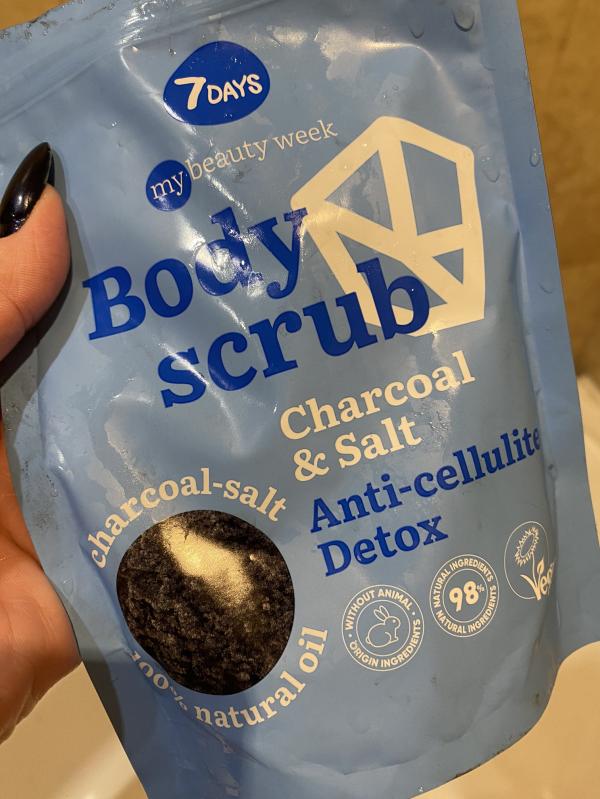 7DAYS
my beauty week
Body
scrub
Charcoal
& Salt
Anti-cellulite
Detox
charcoal-salt
100% natural oil
WITHOUT ANIMAL
ORIGIN INGREDIENTS
NATURAL INGREDIENTS
98%
NATURAL INGREDIENTS